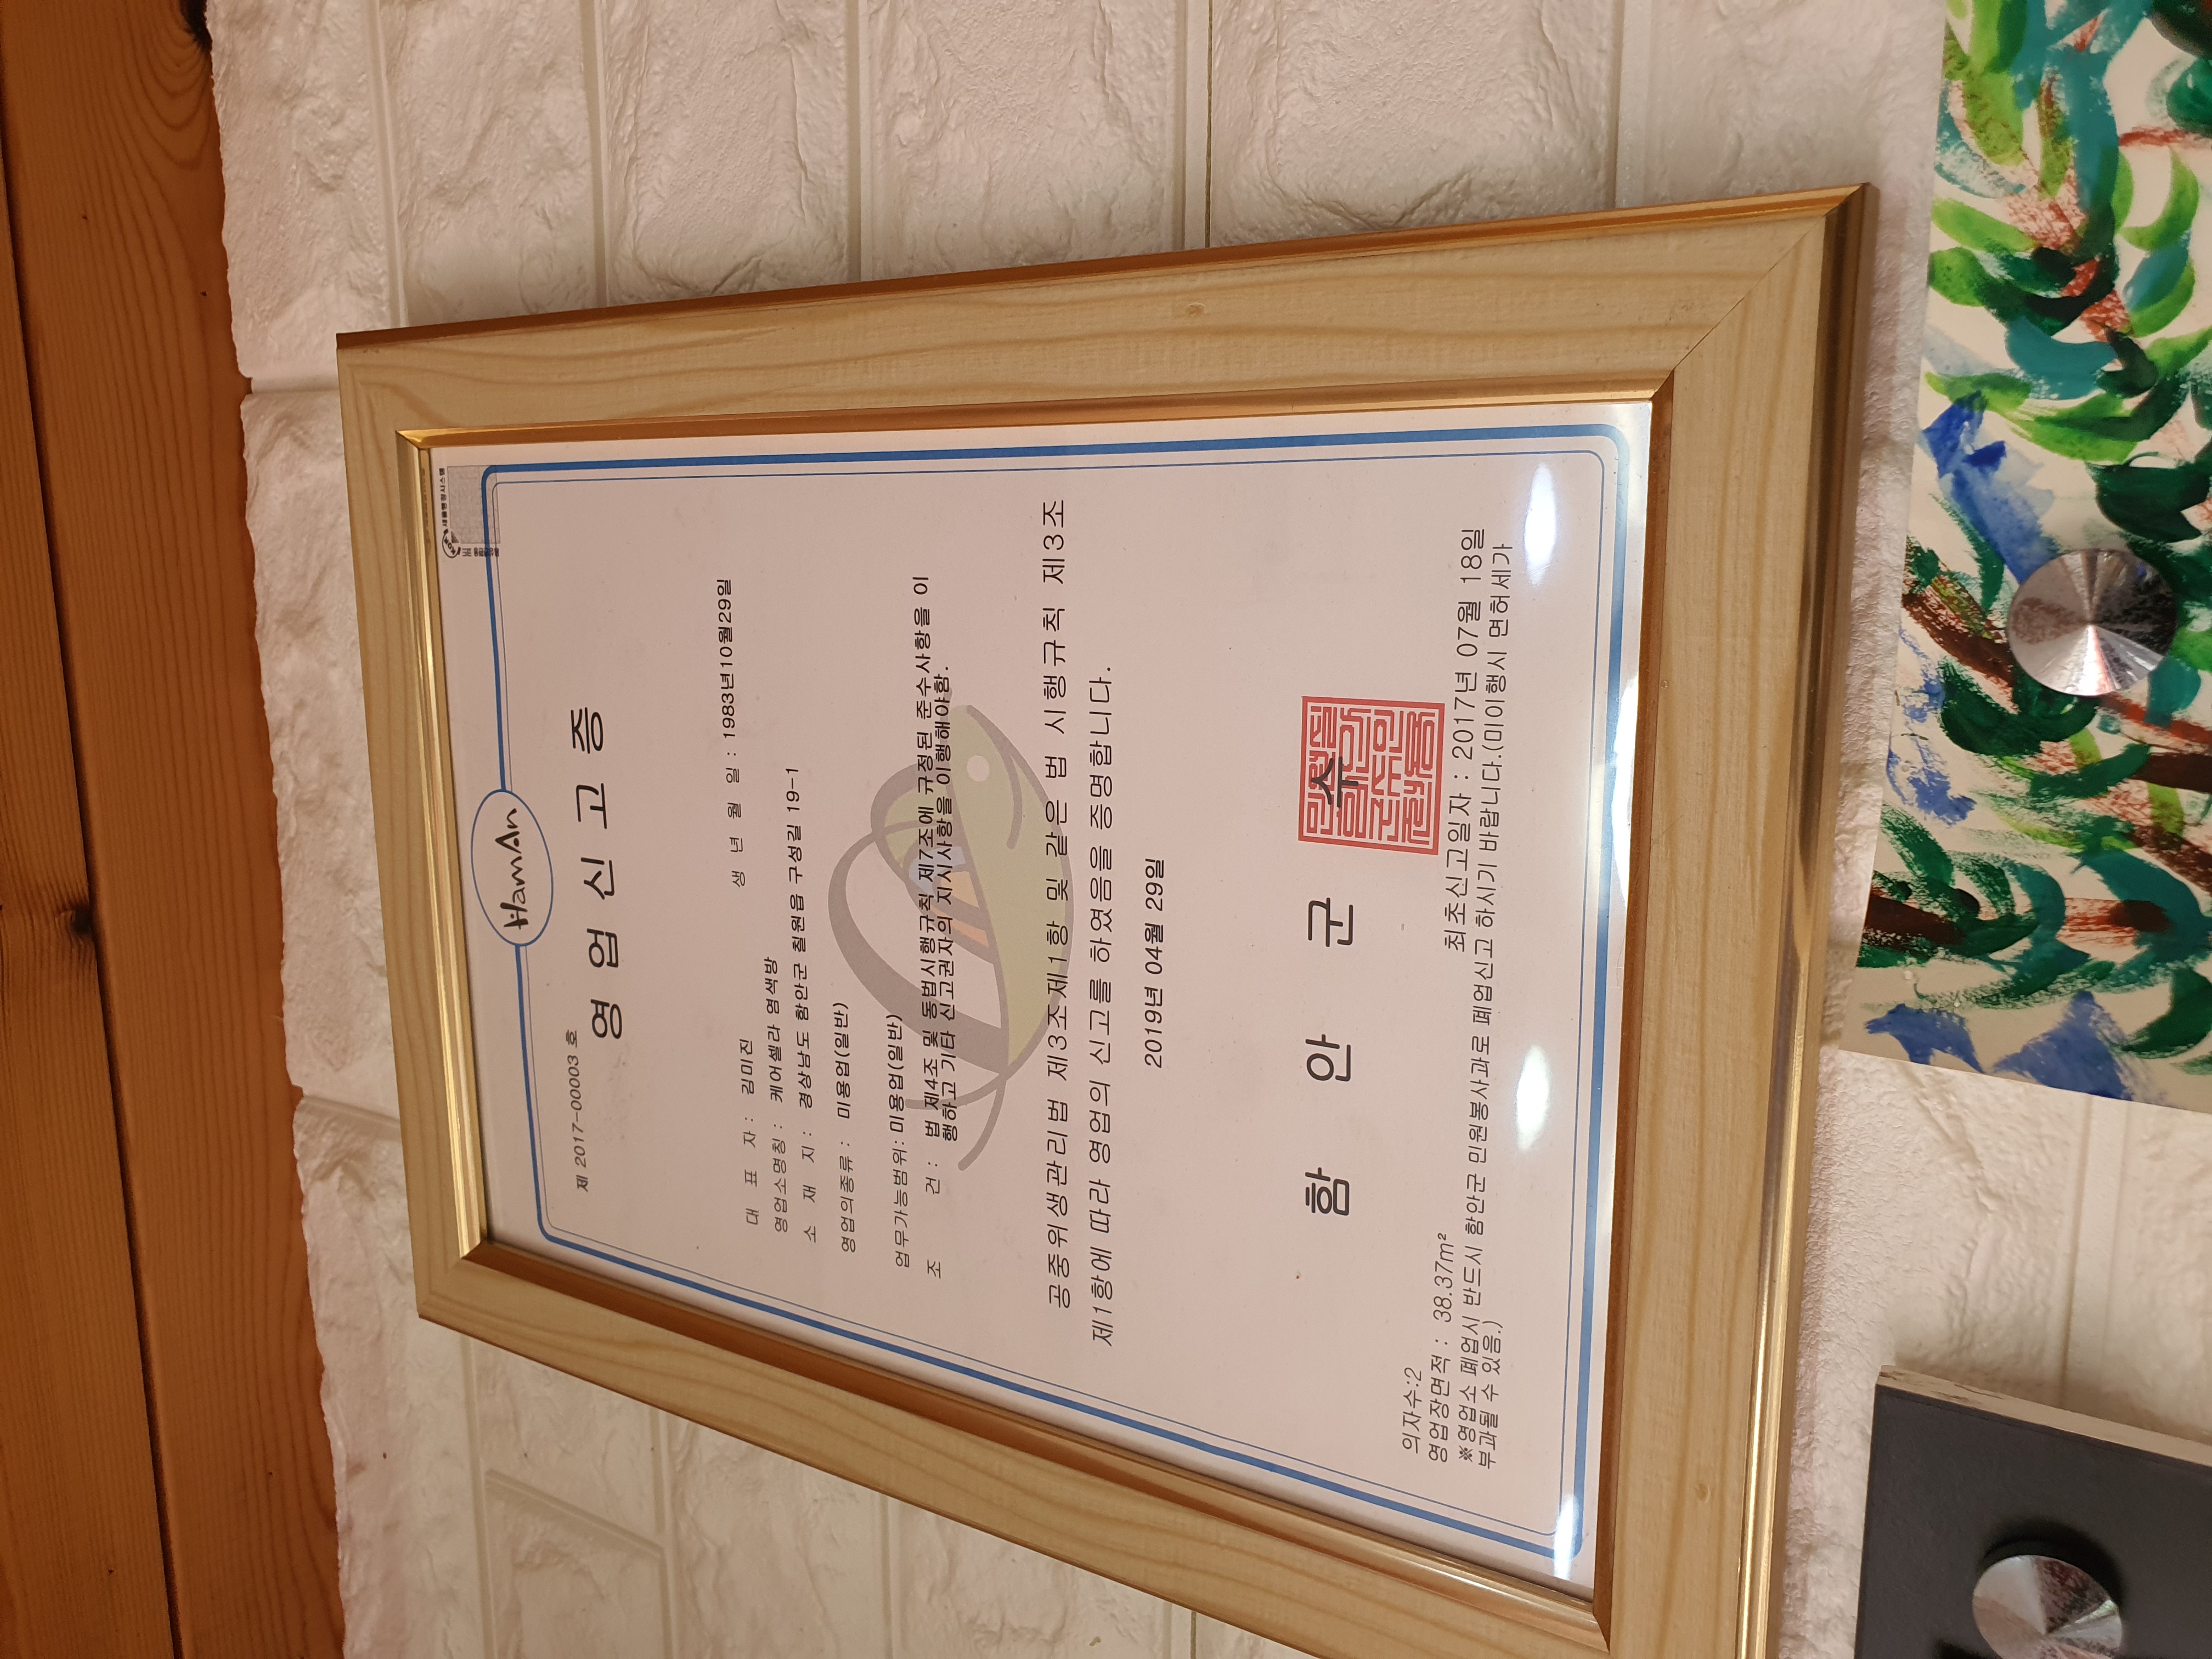 새올행정시스템
HamAn
제 2017-00003 호
영 업 신 고 증
대 표 자 : 김미진 생 년 월 일 : 1983년10월29일
영업소명칭 : 케어셀라 염색방
소 재 지 : 경상남도 함안군 칠원읍 구성길 19-1
영업의종류 : 미용업(일반)
업무가능범위: 미용업(일반)
조 건 : 법 제4조 및 동법시행규칙 제7조에 규정된 준수사항을 이
행하고 기타 신고권자의 지시사항을 이행해야함.
공중위생관리법 제3조제1항 및 같은 법 시행규칙 제3조
제1항에 따라 영업의 신고를 하였음을 증명합니다.
2019년 04월 29일
함 안 군 수
의자수:2
영업장면적 : 38.37m² 최초신고일자 : 2017년 07월 18일
※영업소 폐업시 반드시 함안군 민원봉사과로 폐업신고 하시기 바랍니다.(미이행시 면허세가
부과될 수 있음.)